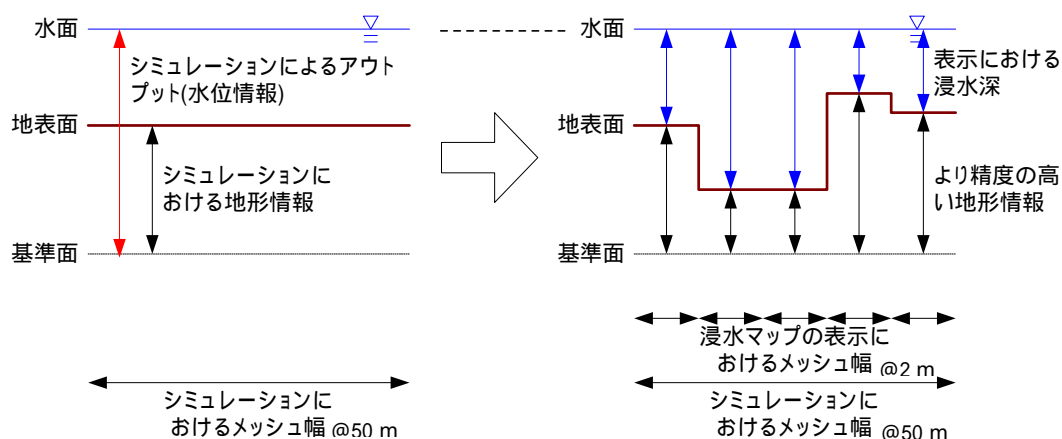 水面
シミュレーションによるアウト
プット(水位情報)
地表面
シミュレーションに
おける地形情報
基準面
シミュレーションに
おけるメッシュ幅 @50 m
水面
表示における
浸水深
地表面
より精度の高
い地形情報
基準面
浸水マップの表示に
おけるメッシュ幅 @2 m
シミュレーションに
おけるメッシュ幅 @50 m